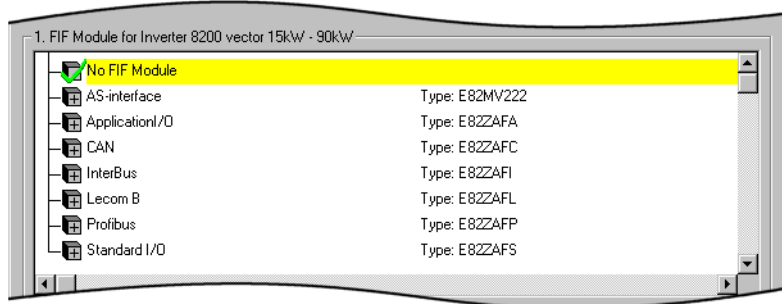 1. FIF Module for Inverter 8200 vector 15kW - 90kW
No FIF Module
AS-interface Type: E82MV222
ApplicationI/O Type: E82ZAFA
CAN Type: E82ZAFC
InterBus Type: E82ZAFI
Lecom B Type: E82ZAFL
Profibus Type: E82ZAFP
Standard I/O Type: E82ZAFS